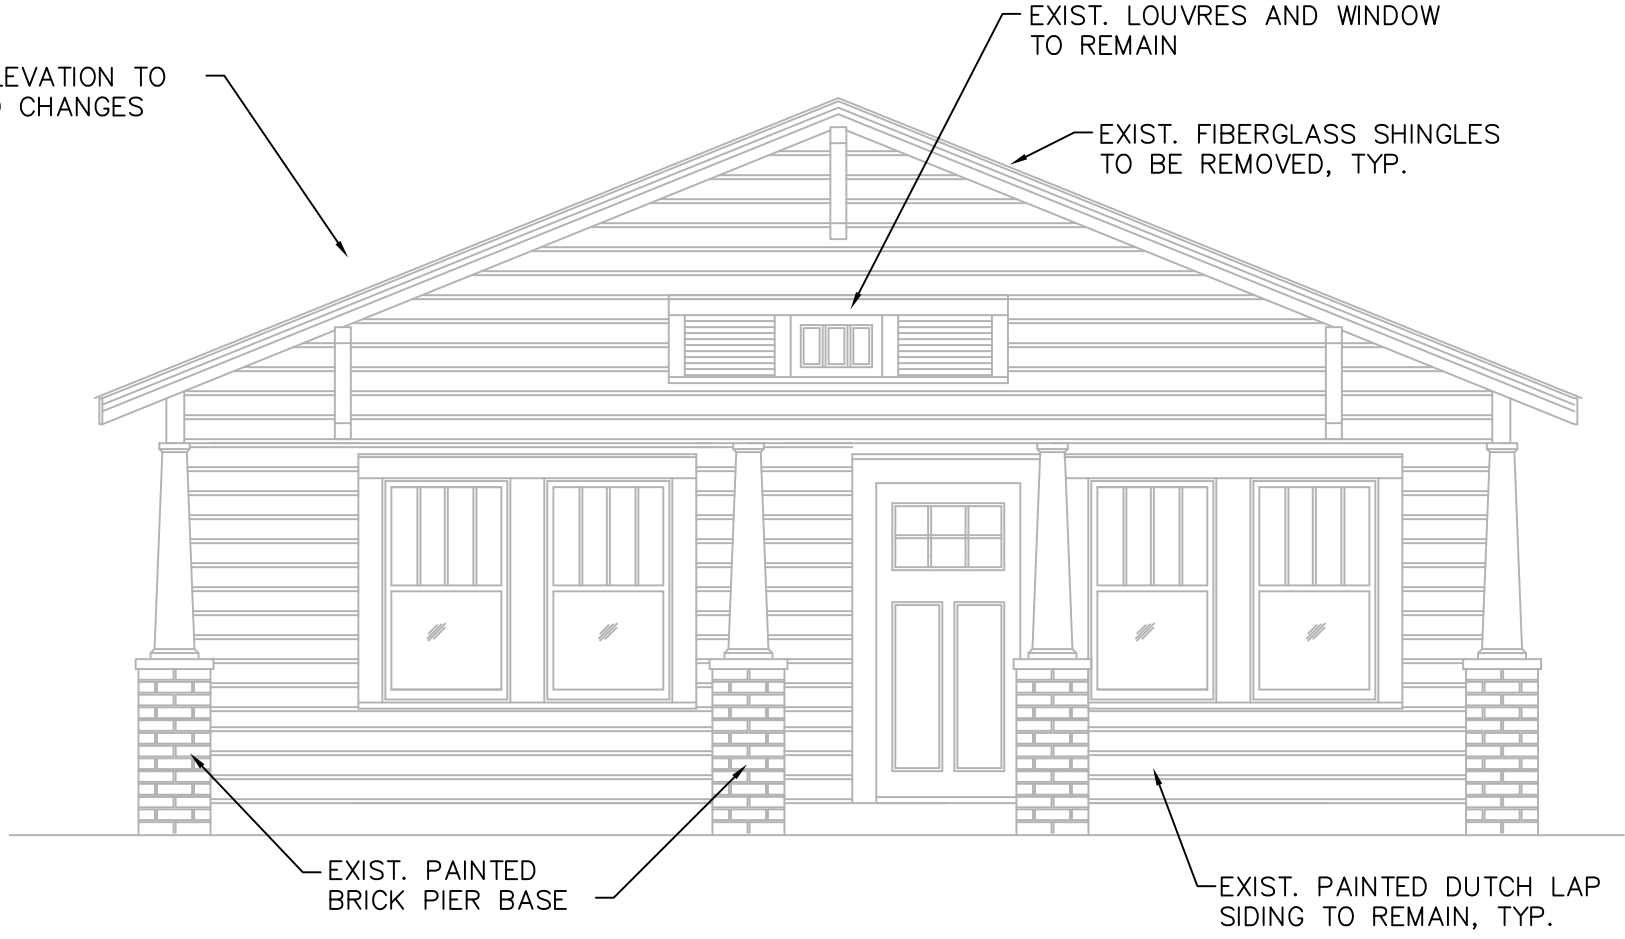 EXIST. LOUVRES AND WINDOW
TO REMAIN
TO
CHANGES
EXIST. FIBERGLASS SHINGLES
TO BE REMOVED, TYP.
EXIST. PAINTED
BRICK PIER BASE
EXIST. PAINTED DUTCH LAP
SIDING TO REMAIN, TYP.